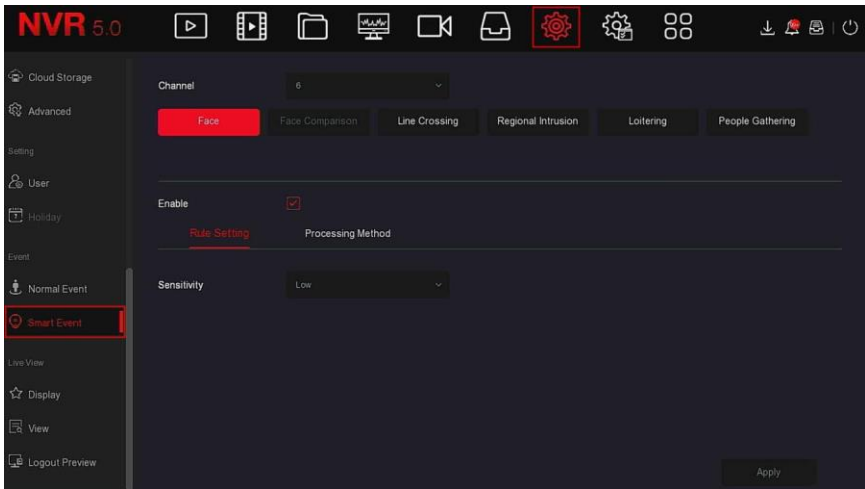 NVR 5.0
Cloud Storage
Advanced
Setting
User
Holiday
Event
Normal Event
Smart Event
Live View
Display
View
Logout Preview
Channel 6
Face Face Comparison Line Crossing Regional Intrusion Loitering People Gathering
Enable
Rule Setting Processing Method
Sensitivity Low
Apply